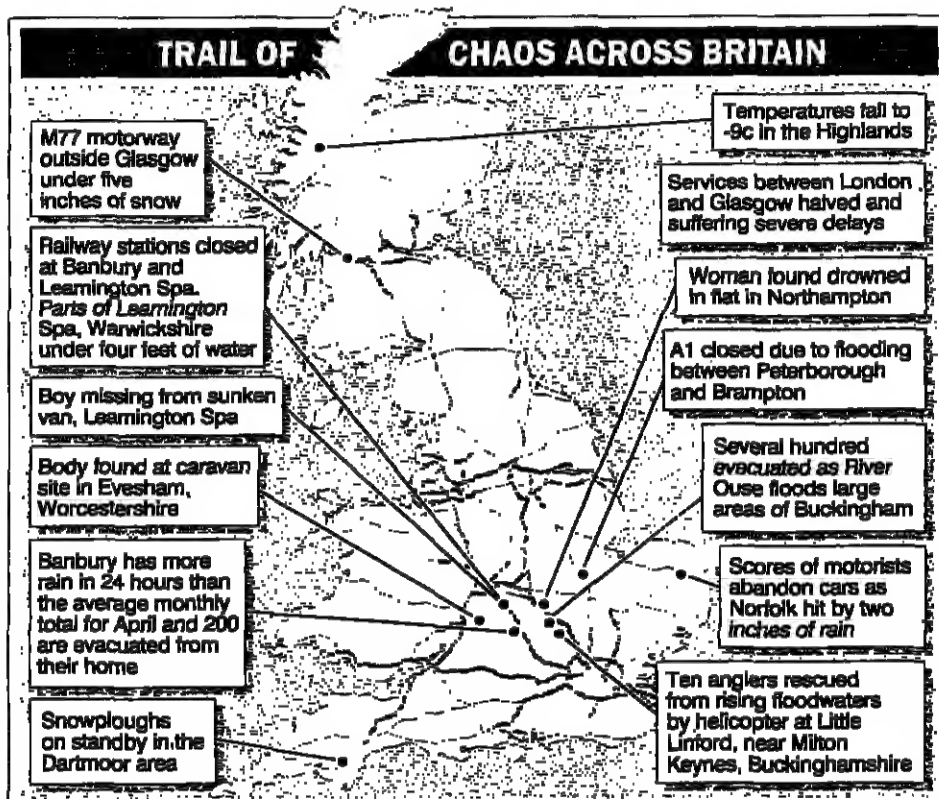 TRAIL OF CHAOS ACROSS BRITAIN
M77 motorway
outside Glasgow
under five
inches of snow
Railway stations closed
at Banbury and
Leamington Spa.
Parts of Leamington
Spa, Warwickshire
under four feet of water
Boy missing from sunken
van, Leamington Spa
Body found at caravan
site in Evesham,
Worcestershire
Banbury has more
rain in 24 hours than
the average monthly
total for April and 200
are evacuated from
their home
Snowploughs
on standby in the
Dartmoor area
Temperatures fall to
-9c in the Highlands
Services between London
and Glasgow halved and
suffering severe delays
Woman found drowned
in flat in Northampton
A1 closed due to flooding
between Peterborough
and Brampton
Several hundred
evacuated as River
Ouse floods large
areas of Buckingham
Scores of motorists
abandon cars as
Norfolk hit by two
inches of rain
Ten anglers rescued
from rising floodwaters
by helicopter at Little
Linford, near Milton
Keynes, Buckinghamshire